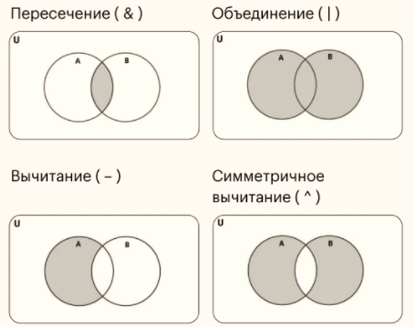 Пересечение ( & )
U
A B
Объединение ( | )
U
A B
Вычитание ( – )
U
A B
Симметричное
вычитание ( ^ )
U
A B